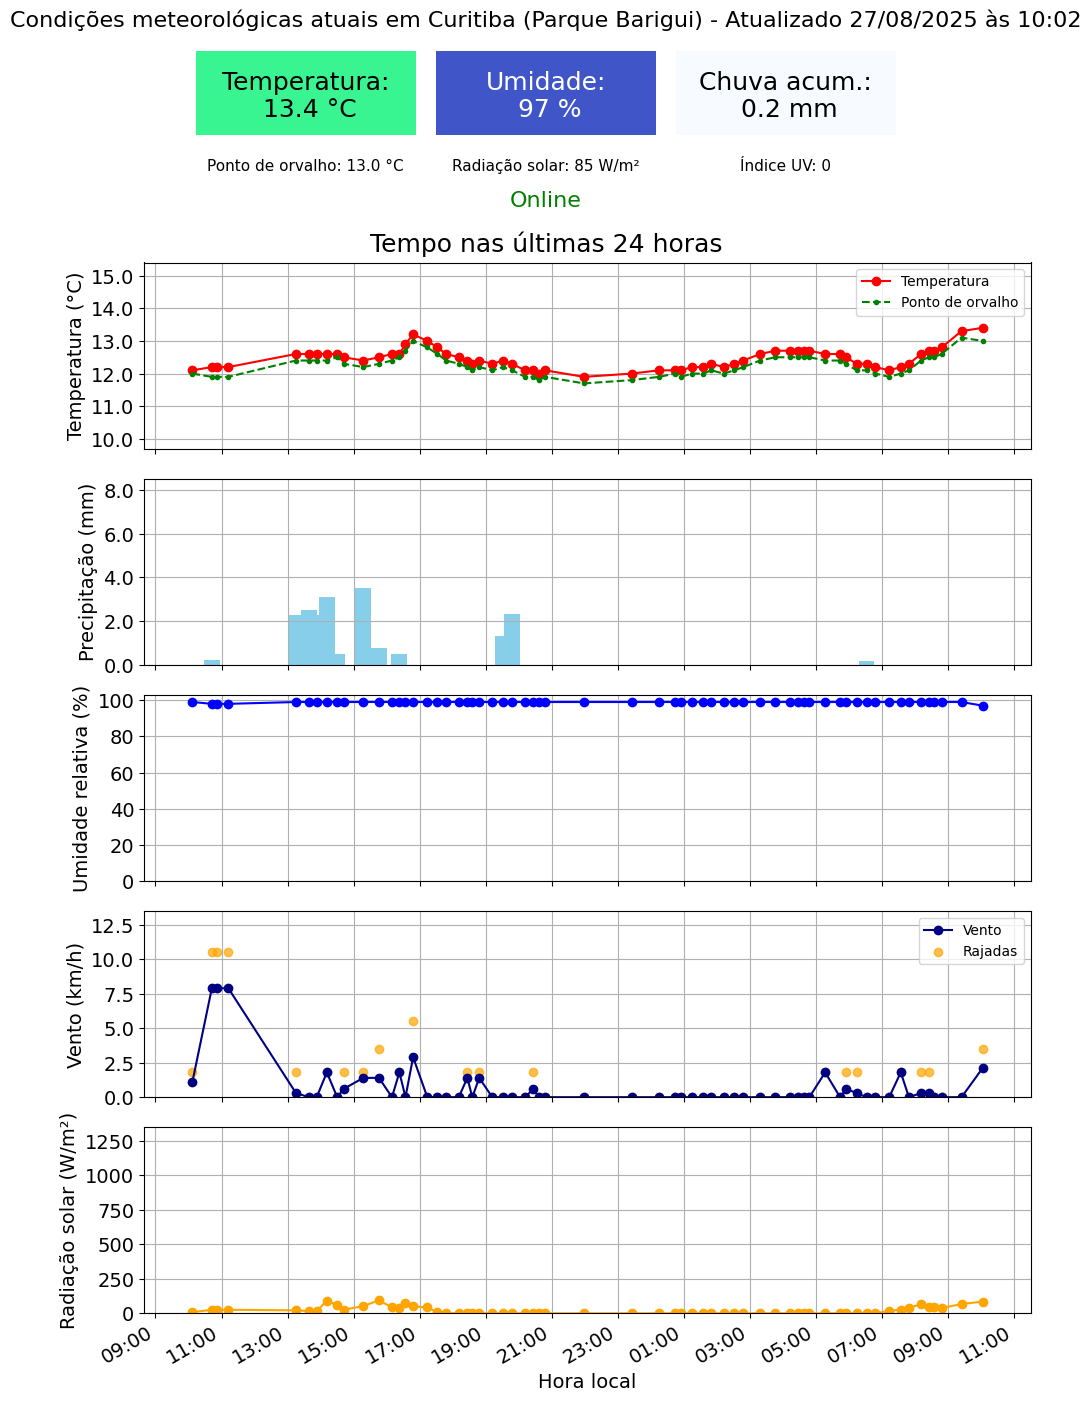 Condições meteorológicas atuais em Curitiba (Parque Barigui) - Atualizado 27/08/2025 às 10:02
Temperatura:
13.4 °C
Umidade:
97 %
Chuva acum.:
0.2 mm
Ponto de orvalho: 13.0 °C
Radiação solar: 85 W/m²
Índice UV: 0
Online
Tempo nas últimas 24 horas
Temperatura (°C)
15.0
14.0
13.0
12.0
11.0
10.0
Temperatura
Ponto de orvalho
Precipitação (mm)
8.0
6.0
4.0
2.0
0.0
Umidade relativa (%)
100
80
60
40
20
0
Vento (km/h)
12.5
10.0
7.5
5.0
2.5
0.0
Vento
Rajadas
Radiação solar (W/m²)
1250
1000
750
500
250
0
09:00
11:00
13:00
15:00
17:00
19:00
21:00
23:00
01:00
03:00
05:00
07:00
09:00
11:00
Hora local